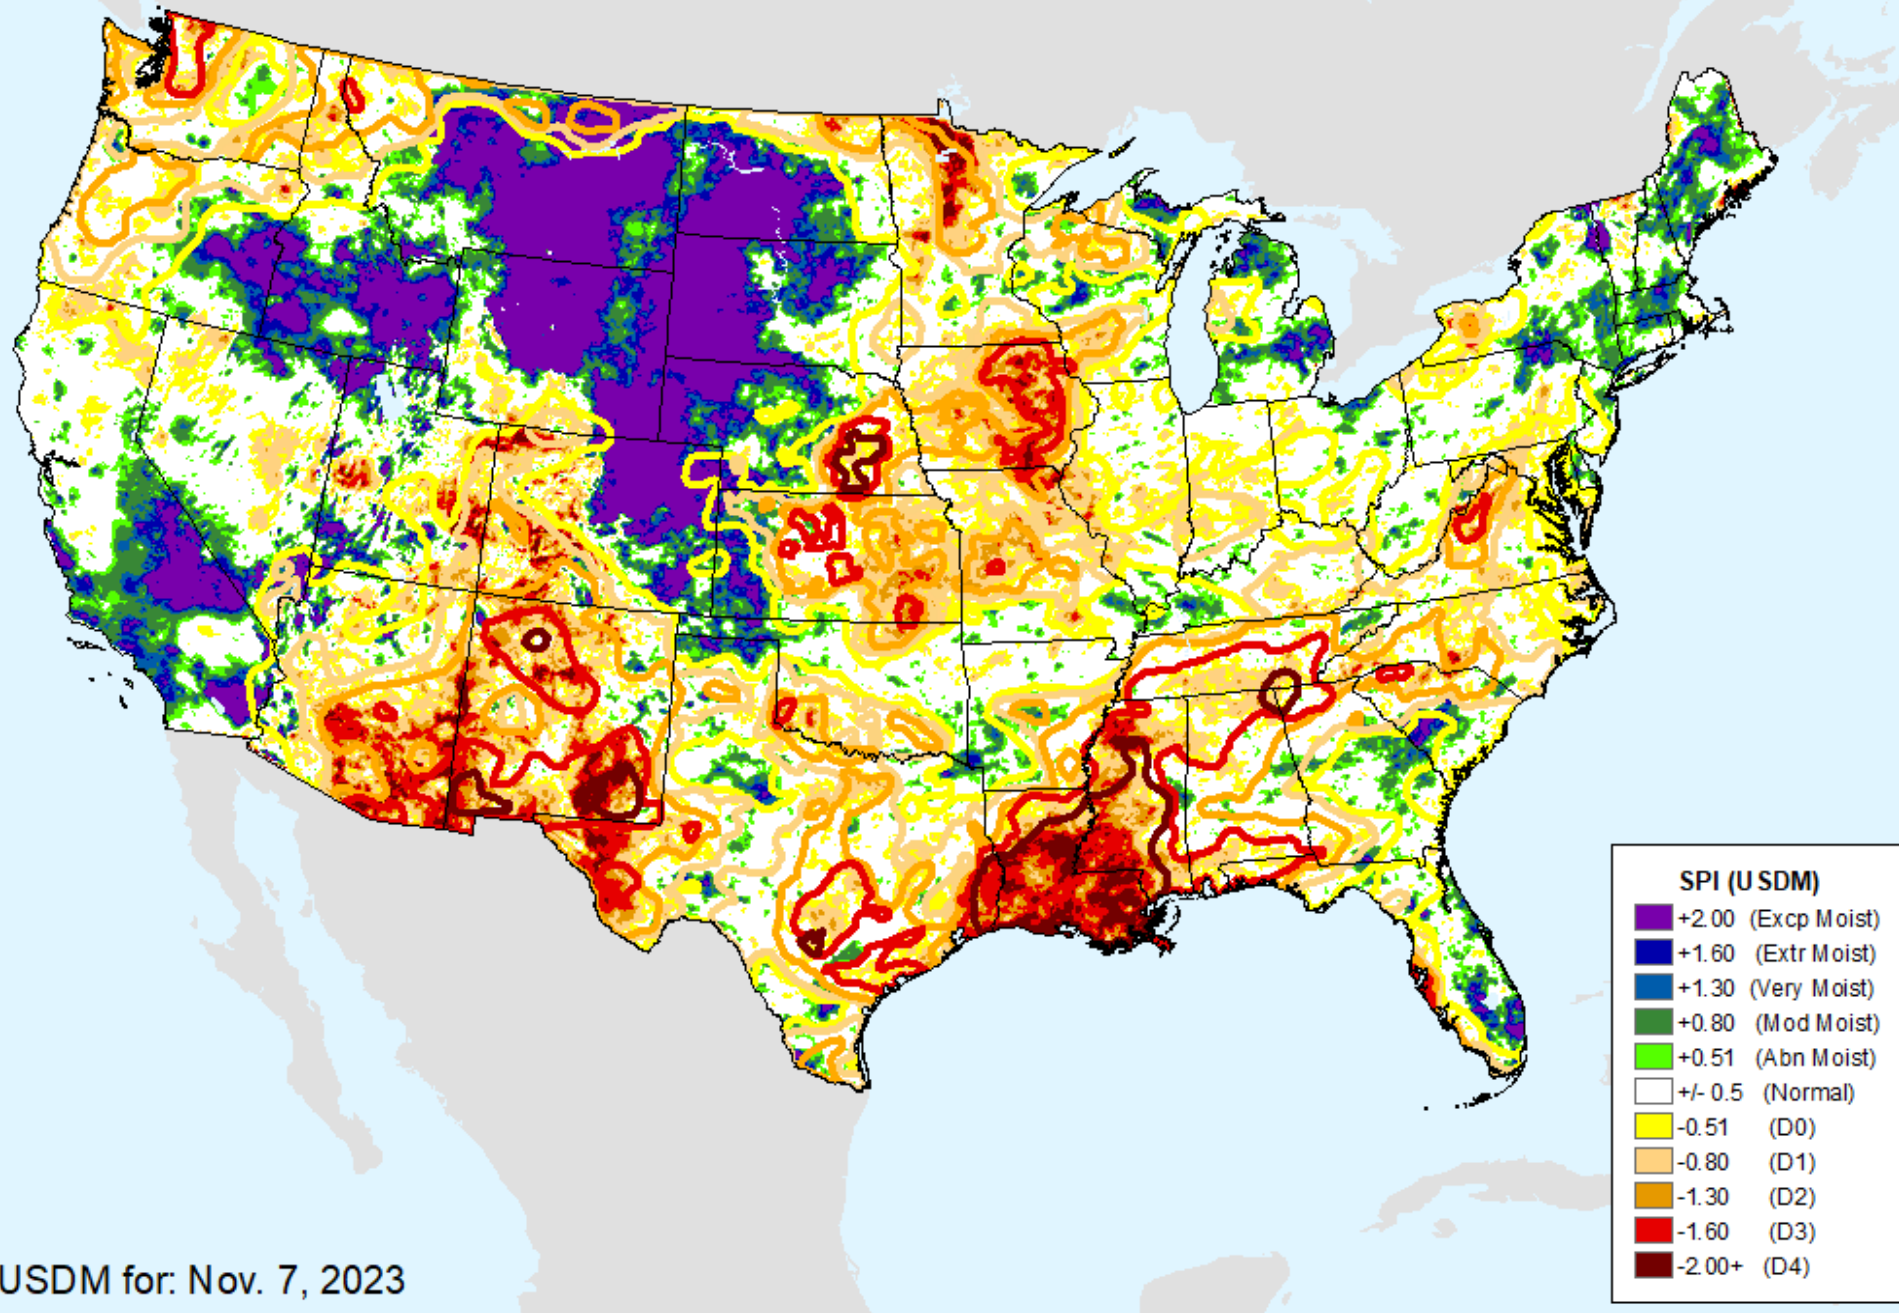 SPI (USDM)
+2.00 (Excp Moist)
+1.60 (Extr Moist)
+1.30 (Very Moist)
+0.80 (Mod Moist)
+0.51 (Abn Moist)
+/- 0.5 (Normal)
-0.51 (D0)
-0.80 (D1)
-1.30 (D2)
-1.60 (D3)
-2.00+ (D4)
USDM for: Nov. 7, 2023